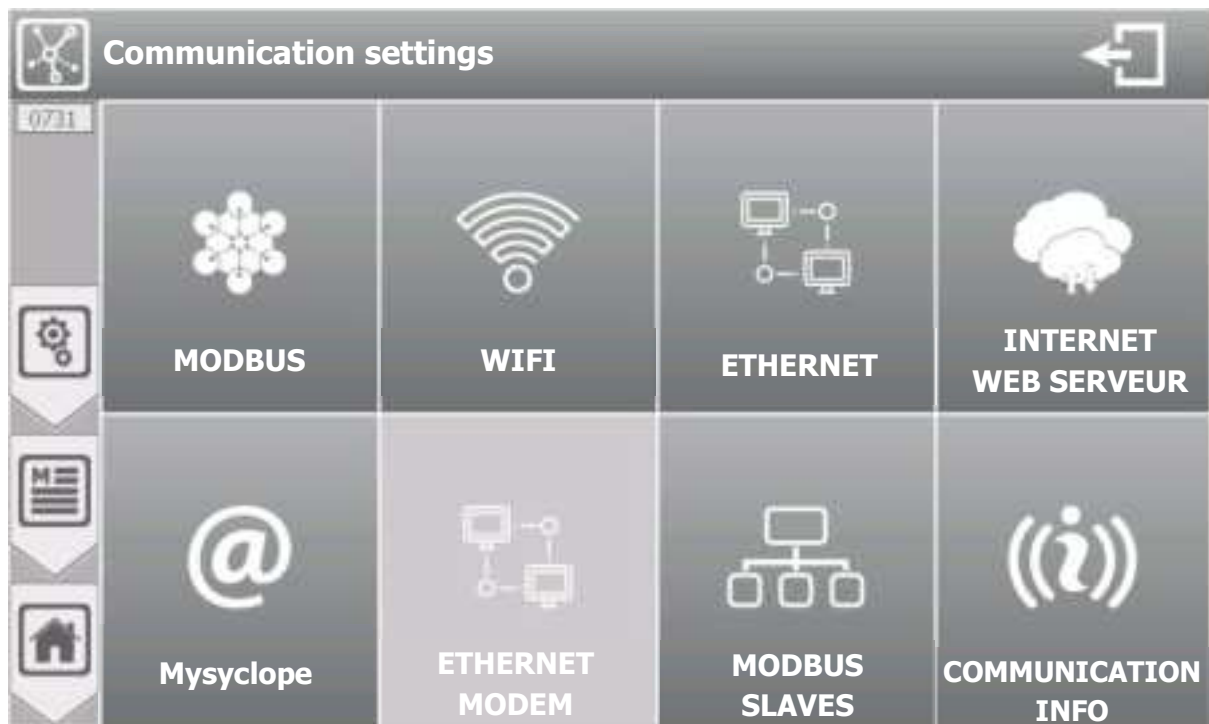 Communication settings
0731
MODBUS
WIFI
ETHERNET
INTERNET
WEB SERVEUR
M
@
Mysyclope
ETHERNET
MODEM
MODBUS
SLAVES
COMMUNICATION
INFO